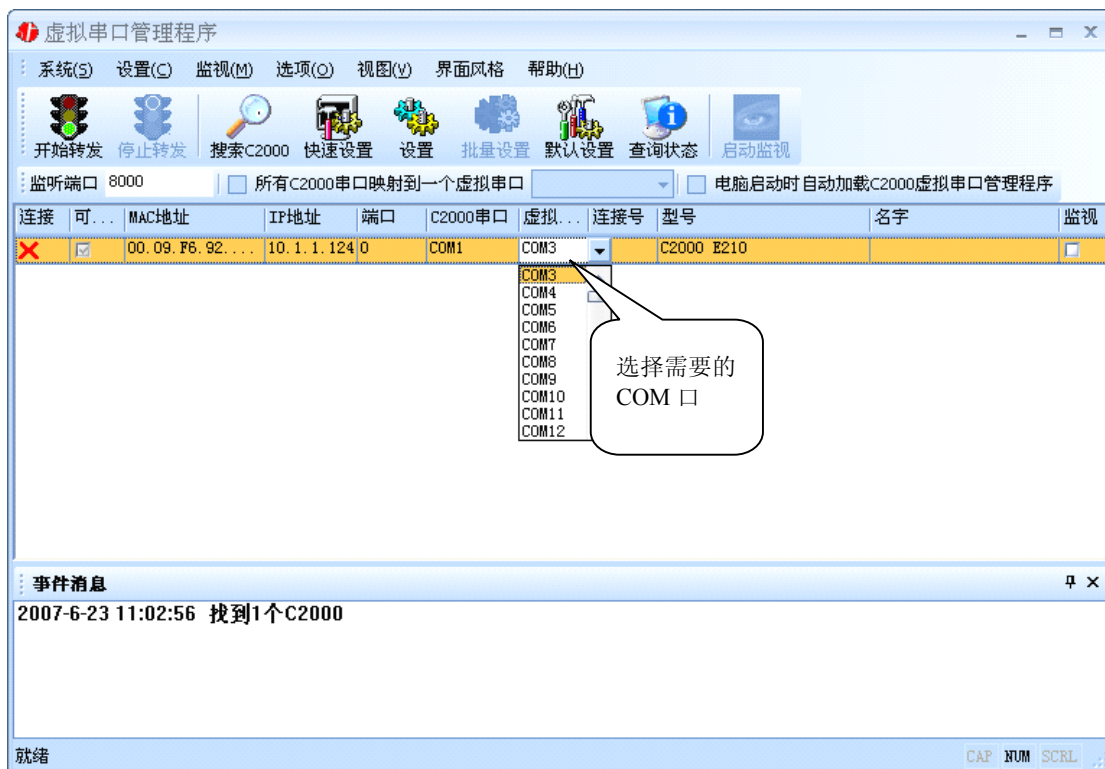 虚拟串口管理程序
系统(S) 设置(C) 监视(M) 选项(O) 视图(V) 界面风格 帮助(H)
开始转发 停止转发 搜索C2000 快速设置 设置 批量设置 默认设置 查询状态 启动监视
监听端口 8000 所有C2000串口映射到一个虚拟串口 电脑启动时自动加载C2000虚拟串口管理程序
连接 可... MAC地址 IP地址 端口 C2000串口 虚拟... 连接号 型号 名字 监视
00.09.F6.92.... 10.1.1.124 0 COM1 COM3 C2000 E210
COM3
COM4
COM5
COM6
COM7
COM8
COM9
COM10
COM11
COM12
选择需要的
COM 口
事件消息
2007-6-23 11:02:56 找到1个C2000
就绪 CAP NUM SCRL